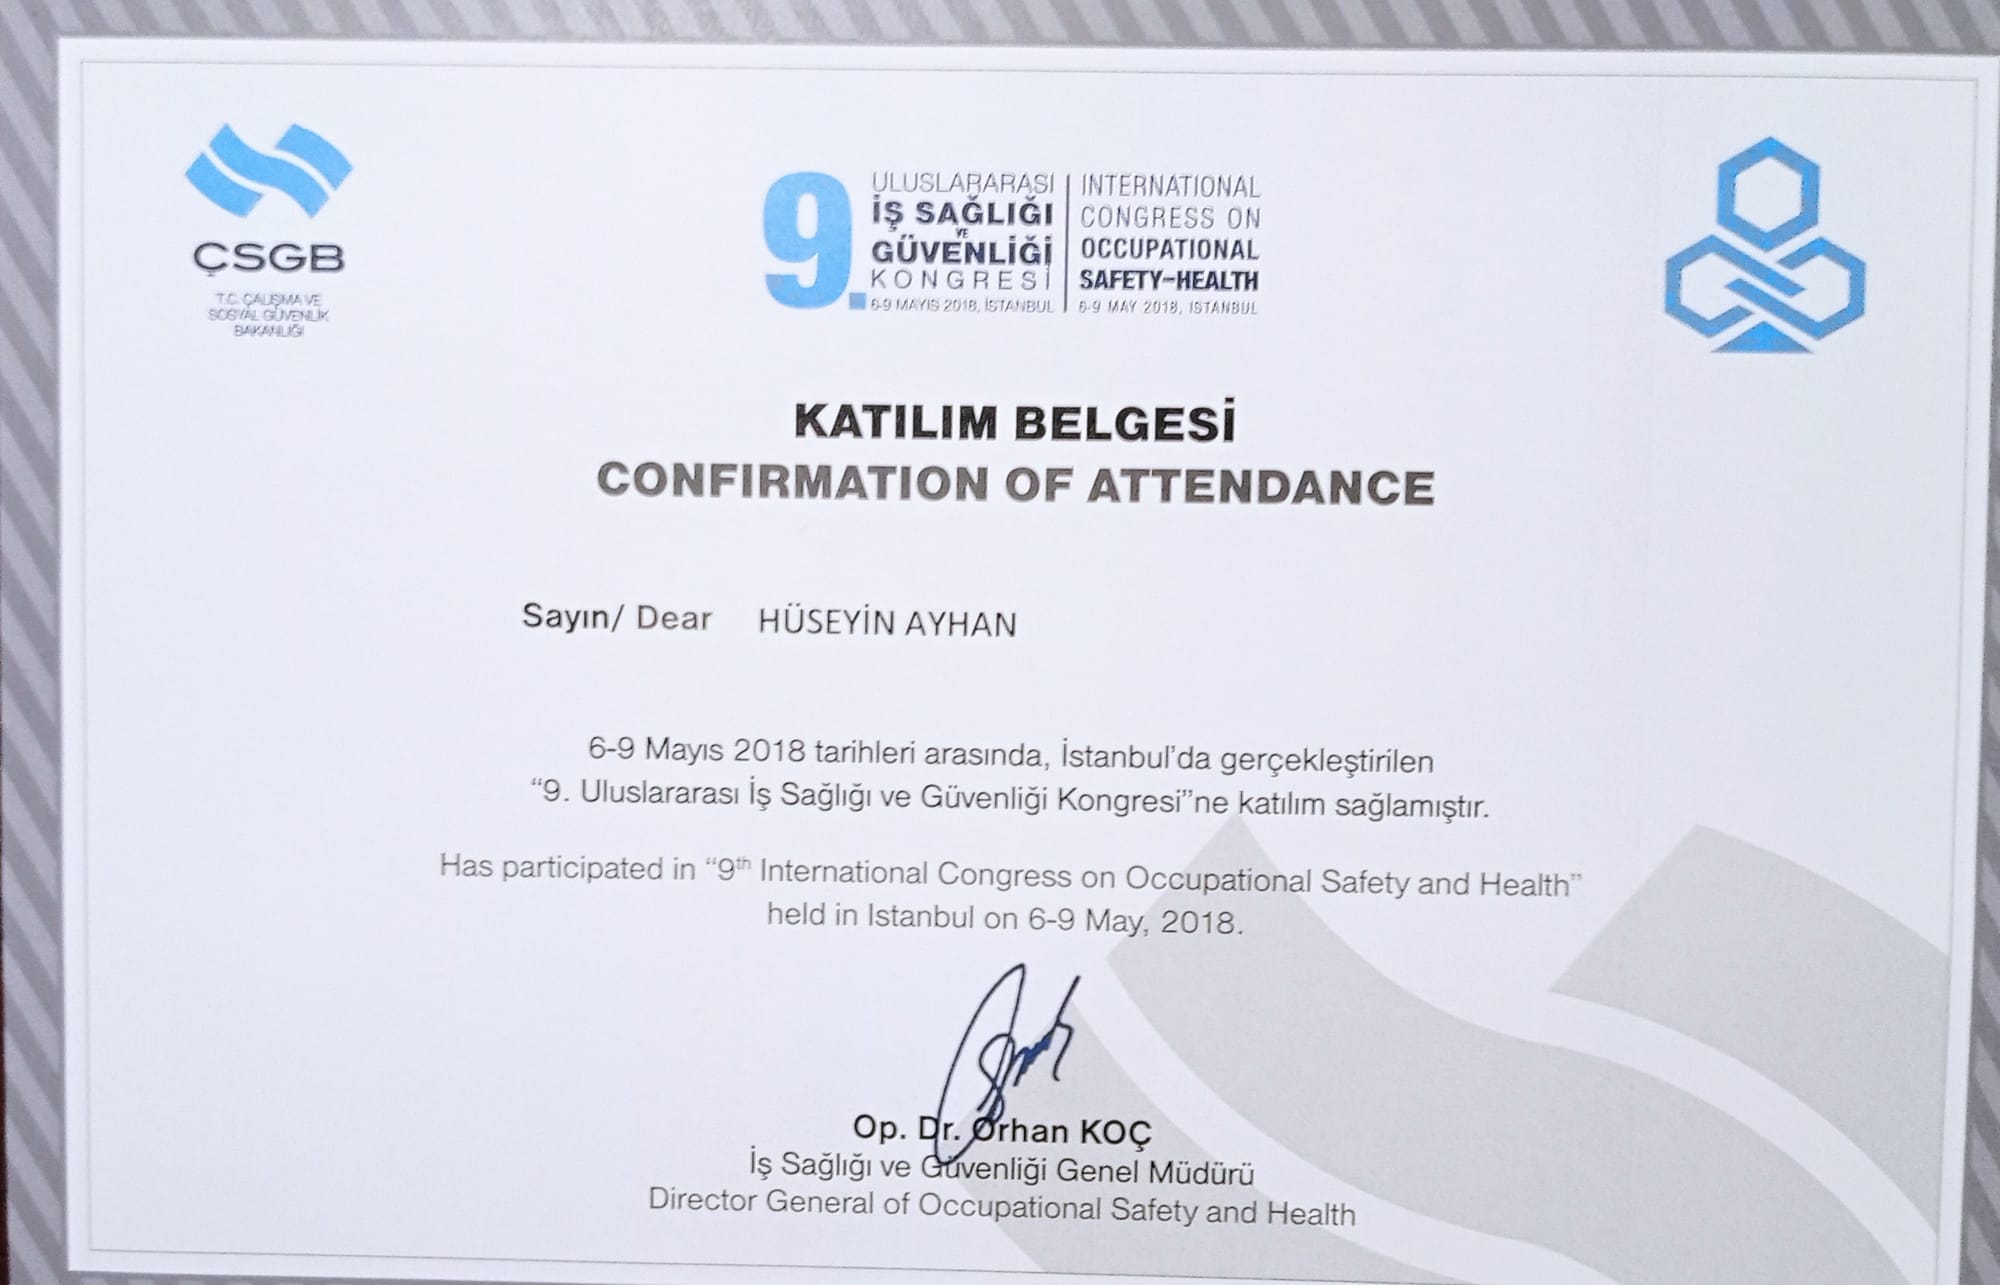 ÇSGB
T.C. ÇALIŞMA VE
SOSYAL GÜVENLİK
BAKANLIĞI
9.
ULUSLARARASI
İŞ SAĞLIĞI
VE
GÜVENLİĞİ
KONGRESİ
6-9 MAYIS 2018, İSTANBUL
INTERNATIONAL
CONGRESS ON
OCCUPATIONAL
SAFETY-HEALTH
6-9 MAY 2018, ISTANBUL
KATILIM BELGESİ
CONFIRMATION OF ATTENDANCE
Sayın/ Dear HÜSEYİN AYHAN
6-9 Mayıs 2018 tarihleri arasında, İstanbul'da gerçekleştirilen
“9. Uluslararası İş Sağlığı ve Güvenliği Kongresi”ne katılım sağlamıştır.
Has participated in “9th International Congress on Occupational Safety and Health”
held in Istanbul on 6-9 May, 2018.
Op. Dr. Orhan KOÇ
İş Sağlığı ve Güvenliği Genel Müdürü
Director General of Occupational Safety and Health